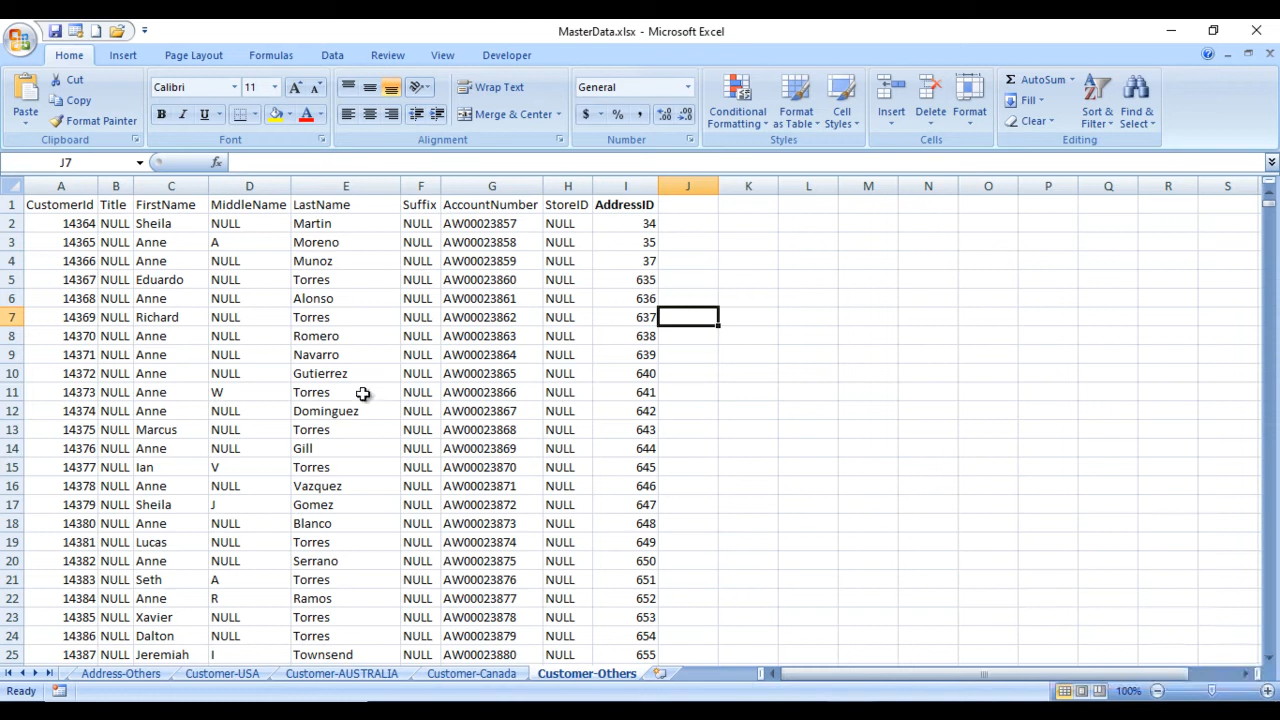 MasterData.xlsx - Microsoft Excel
Home Insert Page Layout Formulas Data Review View Developer
Paste Cut Copy Format Painter Clipboard
Calibri 11 A A B I U A Font
Wrap Text Merge & Center Alignment
General $ % , Number
Conditional Formatting Format as Table Cell Styles Styles
Insert Delete Format Cells
Σ AutoSum Fill Clear Sort & Filter Find & Select Editing
J7 fx
A B C D E F G H I J K L M N O P Q R S
1 CustomerId Title FirstName MiddleName LastName Suffix AccountNumber StoreID AddressID
2 14364 NULL Sheila NULL Martin NULL AW00023857 NULL 34
3 14365 NULL Anne A Moreno NULL AW00023858 NULL 35
4 14366 NULL Anne NULL Munoz NULL AW00023859 NULL 37
5 14367 NULL Eduardo NULL Torres NULL AW00023860 NULL 635
6 14368 NULL Anne NULL Alonso NULL AW00023861 NULL 636
7 14369 NULL Richard NULL Torres NULL AW00023862 NULL 637
8 14370 NULL Anne NULL Romero NULL AW00023863 NULL 638
9 14371 NULL Anne NULL Navarro NULL AW00023864 NULL 639
10 14372 NULL Anne NULL Gutierrez NULL AW00023865 NULL 640
11 14373 NULL Anne W Torres NULL AW00023866 NULL 641
12 14374 NULL Anne NULL Dominguez NULL AW00023867 NULL 642
13 14375 NULL Marcus NULL Torres NULL AW00023868 NULL 643
14 14376 NULL Anne NULL Gill NULL AW00023869 NULL 644
15 14377 NULL Ian V Torres NULL AW00023870 NULL 645
16 14378 NULL Anne NULL Vazquez NULL AW00023871 NULL 646
17 14379 NULL Sheila J Gomez NULL AW00023872 NULL 647
18 14380 NULL Anne NULL Blanco NULL AW00023873 NULL 648
19 14381 NULL Lucas NULL Torres NULL AW00023874 NULL 649
20 14382 NULL Anne NULL Serrano NULL AW00023875 NULL 650
21 14383 NULL Seth A Torres NULL AW00023876 NULL 651
22 14384 NULL Anne R Ramos NULL AW00023877 NULL 652
23 14385 NULL Xavier NULL Torres NULL AW00023878 NULL 653
24 14386 NULL Dalton NULL Torres NULL AW00023879 NULL 654
25 14387 NULL Jeremiah I Townsend NULL AW00023880 NULL 655
Address-Others Customer-USA Customer-AUSTRALIA Customer-Canada Customer-Others
Ready 100%